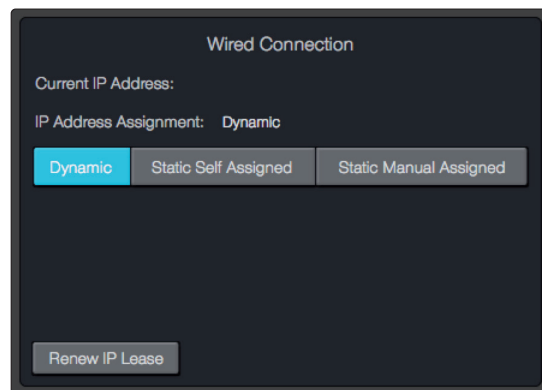 Wired Connection
Current IP Address:
IP Address Assignment: Dynamic
Dynamic Static Self Assigned Static Manual Assigned
Renew IP Lease